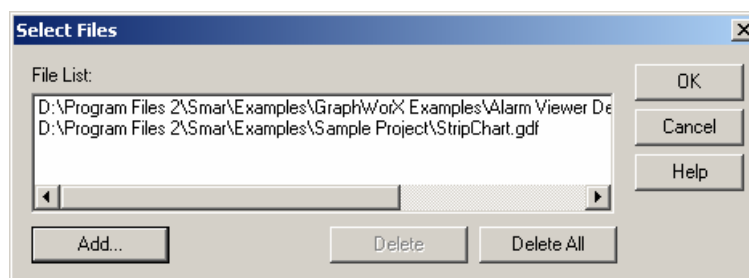 Select Files
File List:
D:\Program Files 2\Smar\Examples\GraphWorX Examples\Alarm Viewer De
D:\Program Files 2\Smar\Examples\Sample Project\StripChart.gdf
OK
Cancel
Help
Add...
Delete
Delete All